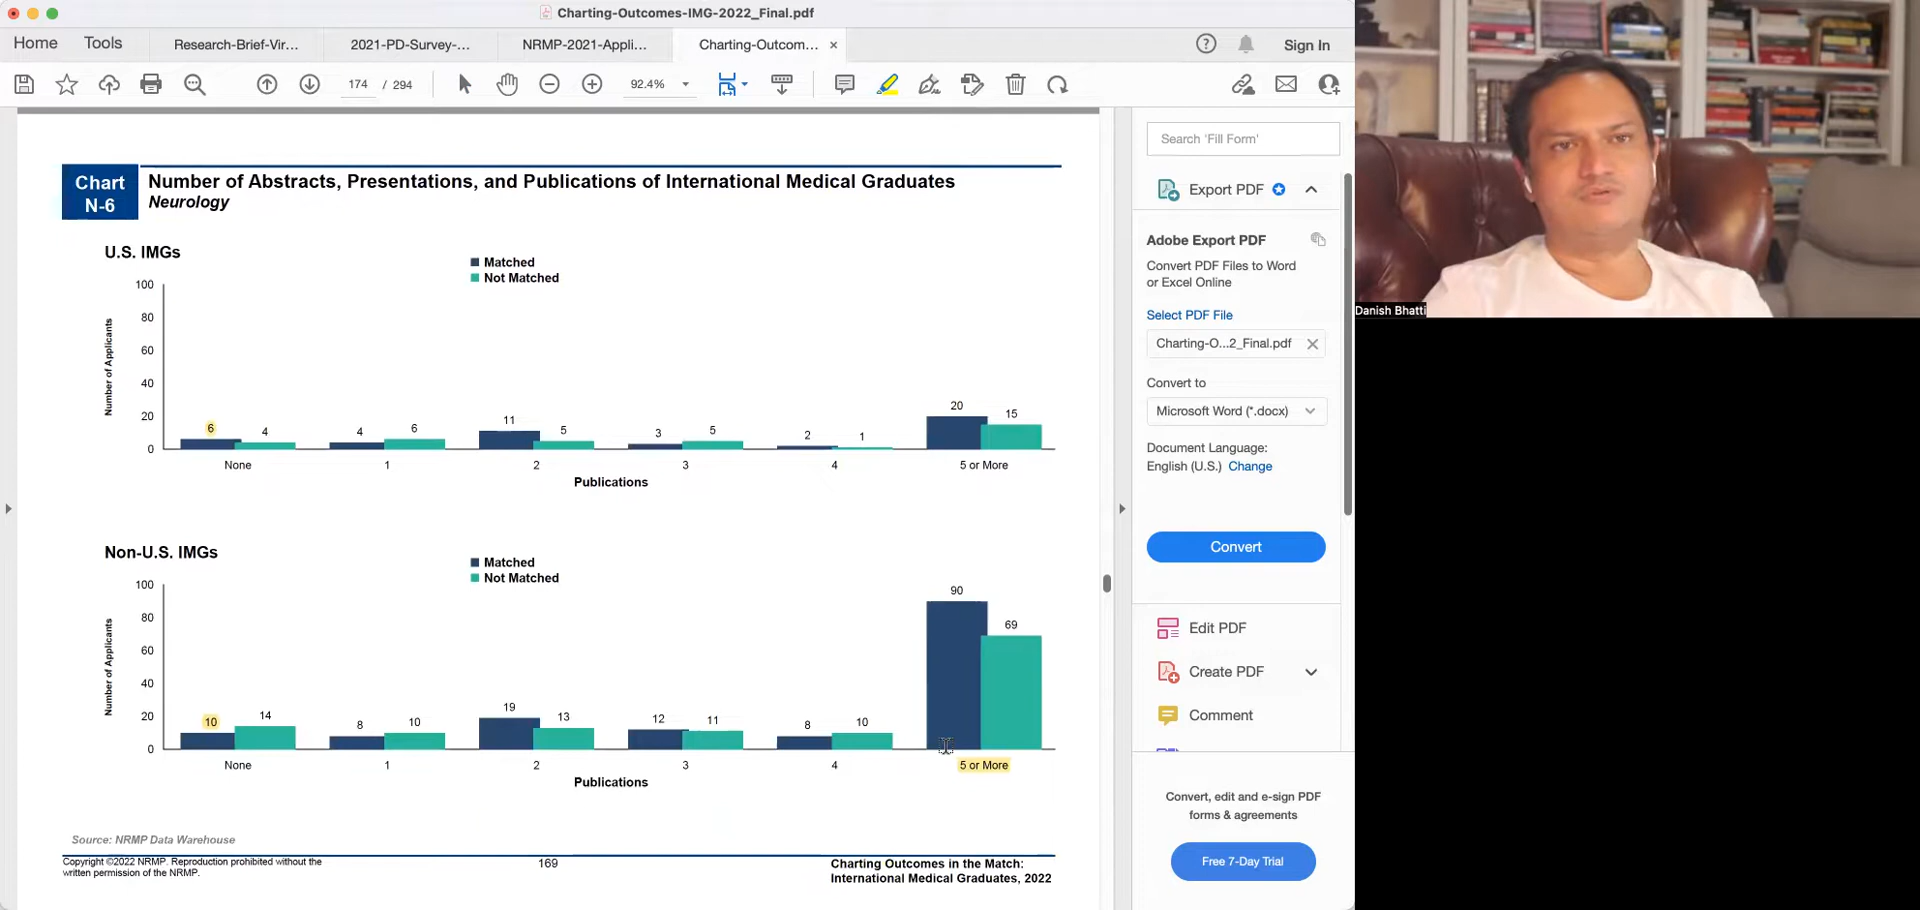 Charting-Outcomes-IMG-2022_Final.pdf
Home Tools Research-Brief-Vir... 2021-PD-Survey-... NRMP-2021-Appli... Charting-Outcom... × Sign In
174 / 294 92.4%
Chart
N-6
Number of Abstracts, Presentations, and Publications of International Medical Graduates
Neurology
U.S. IMGs
Matched
Not Matched
Number of Applicants
100
80
60
40
20
0
6 4 4 6 11 5 3 5 2 1 20 15
None 1 2 3 4 5 or More
Publications
Non-U.S. IMGs
Matched
Not Matched
Number of Applicants
100
80
60
40
20
0
10 14 8 10 19 13 12 11 8 10 90 69
None 1 2 3 4 5 or More
Publications
Source: NRMP Data Warehouse
Copyright ©2022 NRMP. Reproduction prohibited without the
written permission of the NRMP.
169
Charting Outcomes in the Match:
International Medical Graduates, 2022
Search 'Fill Form'
Export PDF
Adobe Export PDF
Convert PDF Files to Word
or Excel Online
Select PDF File
Charting-O...2_Final.pdf
Convert to
Microsoft Word (*.docx)
Document Language:
English (U.S.) Change
Convert
Edit PDF
Create PDF
Comment
Convert, edit and e-sign PDF
forms & agreements
Free 7-Day Trial
Danish Bhatti